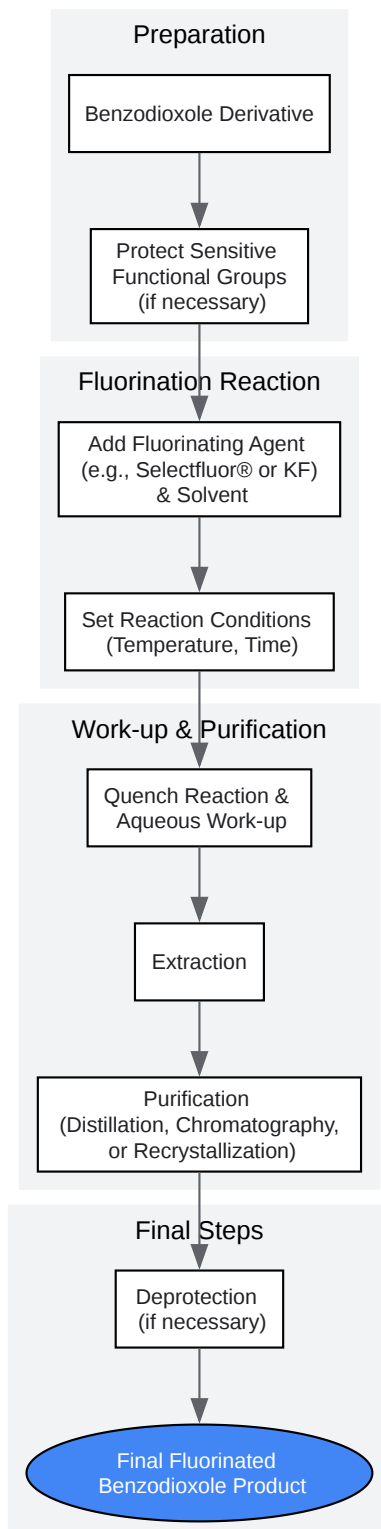 Preparation
Benzodioxole Derivative
Protect Sensitive
Functional Groups
(if necessary)
Fluorination Reaction
Add Fluorinating Agent
(e.g., Selectfluor® or KF)
& Solvent
Set Reaction Conditions
(Temperature, Time)
Work-up & Purification
Quench Reaction &
Aqueous Work-up
Extraction
Purification
(Distillation, Chromatography,
or Recrystallization)
Final Steps
Deprotection
(if necessary)
Final Fluorinated
Benzodioxole Product